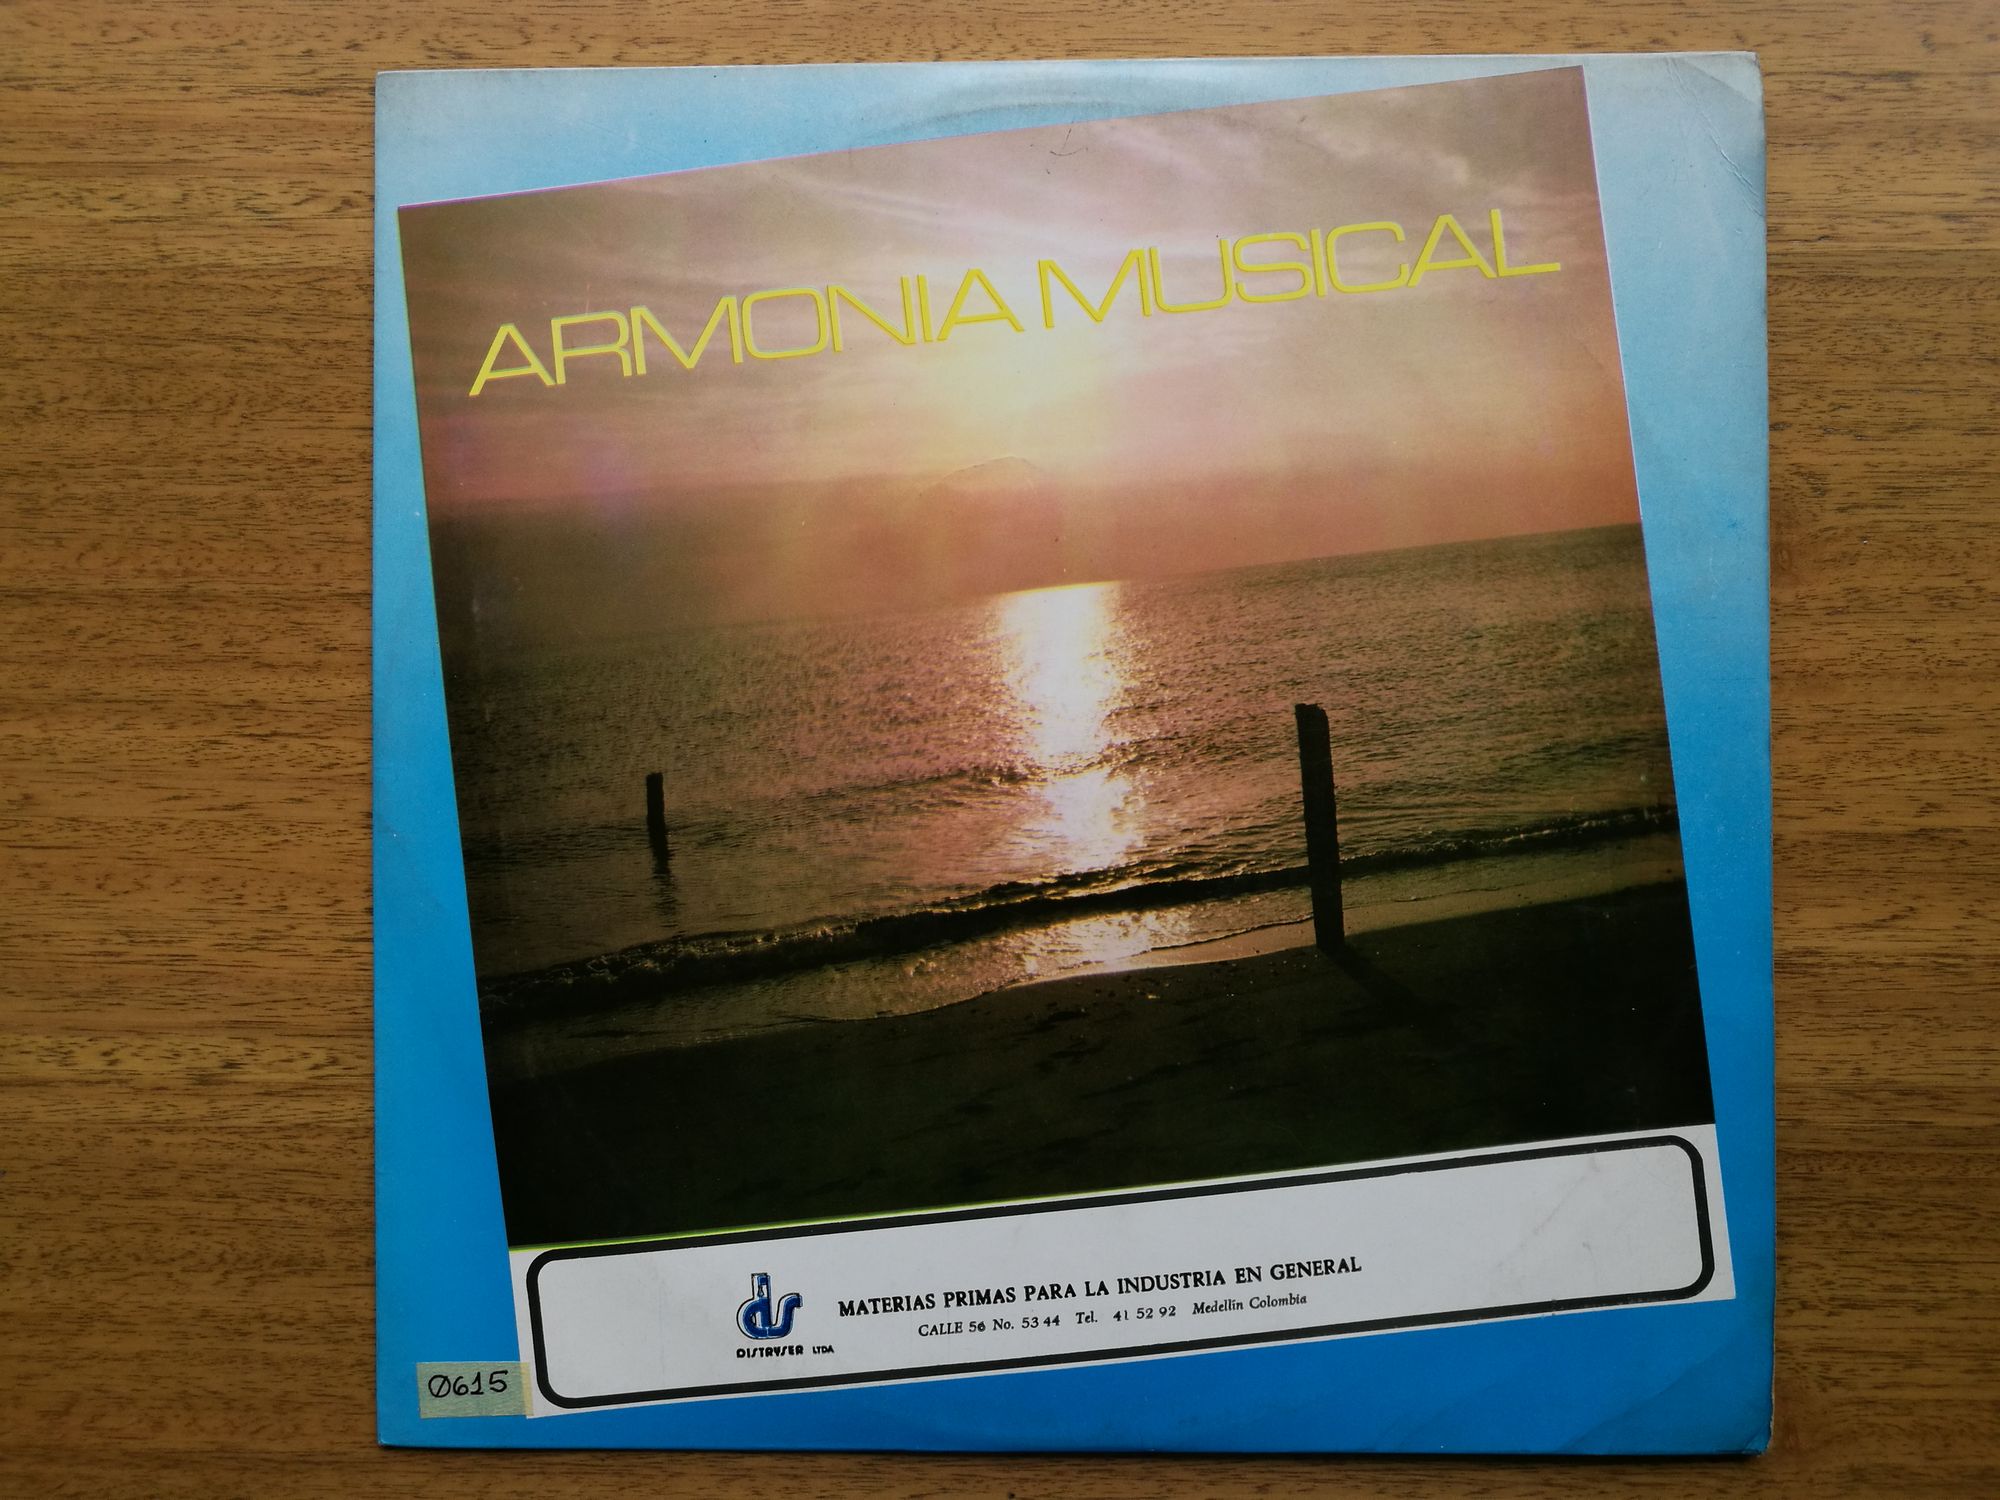 ARMONIA MUSICAL
MATERIAS PRIMAS PARA LA INDUSTRIA EN GENERAL
CALLE 56 No. 53 44 Tel. 41 52 92 Medellín Colombia
ds
DISTRYSER LTDA
0615